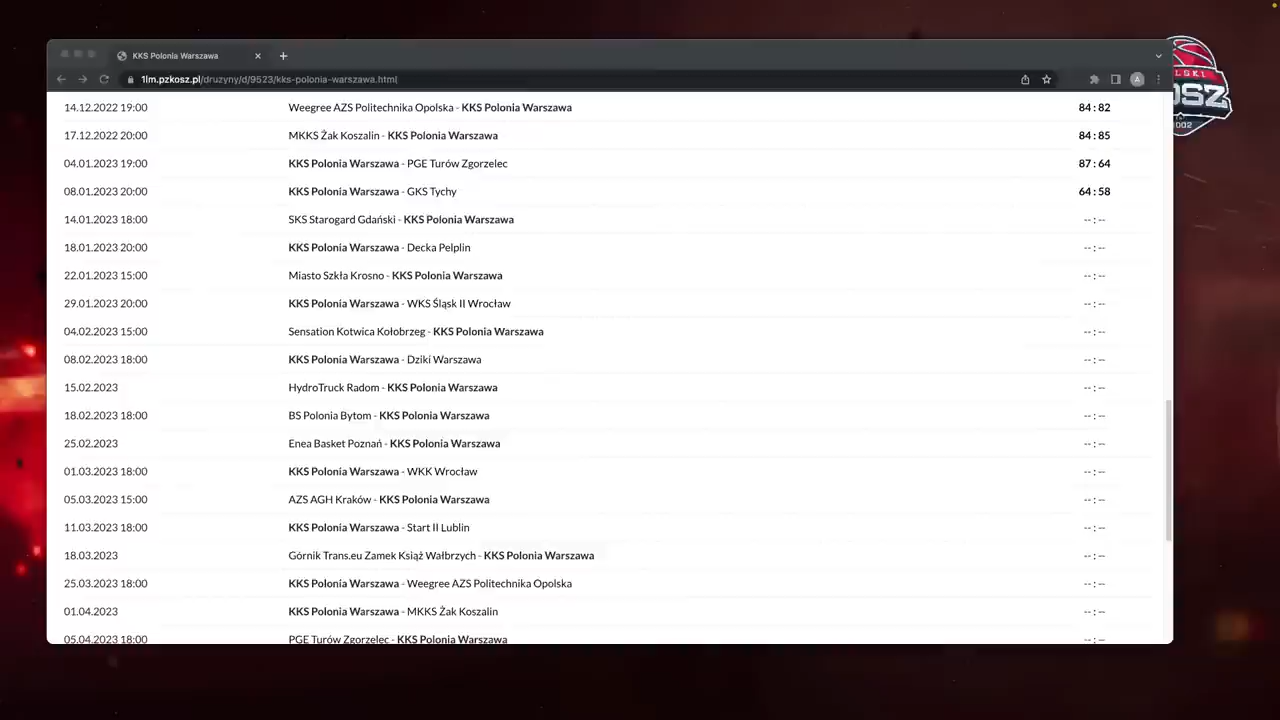 KKS Polonia Warszawa
1lm.pzkosz.pl/druzyny/d/9523/kks-polonia-warszawa.html
A
14.12.2022 19:00 Weegree AZS Politechnika Opolska - KKS Polonia Warszawa 84 : 82
17.12.2022 20:00 MKKS Żak Koszalin - KKS Polonia Warszawa 84 : 85
04.01.2023 19:00 KKS Polonia Warszawa - PGE Turów Zgorzelec 87 : 64
08.01.2023 20:00 KKS Polonia Warszawa - GKS Tychy 64 : 58
14.01.2023 18:00 SKS Starogard Gdański - KKS Polonia Warszawa -- : --
18.01.2023 20:00 KKS Polonia Warszawa - Decka Pelplin -- : --
22.01.2023 15:00 Miasto Szkła Krosno - KKS Polonia Warszawa -- : --
29.01.2023 20:00 KKS Polonia Warszawa - WKS Śląsk II Wrocław -- : --
04.02.2023 15:00 Sensation Kotwica Kołobrzeg - KKS Polonia Warszawa -- : --
08.02.2023 18:00 KKS Polonia Warszawa - Dziki Warszawa -- : --
15.02.2023 HydroTruck Radom - KKS Polonia Warszawa -- : --
18.02.2023 18:00 BS Polonia Bytom - KKS Polonia Warszawa -- : --
25.02.2023 Enea Basket Poznań - KKS Polonia Warszawa -- : --
01.03.2023 18:00 KKS Polonia Warszawa - WKK Wrocław -- : --
05.03.2023 15:00 AZS AGH Kraków - KKS Polonia Warszawa -- : --
11.03.2023 18:00 KKS Polonia Warszawa - Start II Lublin -- : --
18.03.2023 Górnik Trans.eu Zamek Książ Wałbrzych - KKS Polonia Warszawa -- : --
25.03.2023 18:00 KKS Polonia Warszawa - Weegree AZS Politechnika Opolska -- : --
01.04.2023 KKS Polonia Warszawa - MKKS Żak Koszalin -- : --
05.04.2023 18:00 PGE Turów Zgorzelec - KKS Polonia Warszawa -- : --